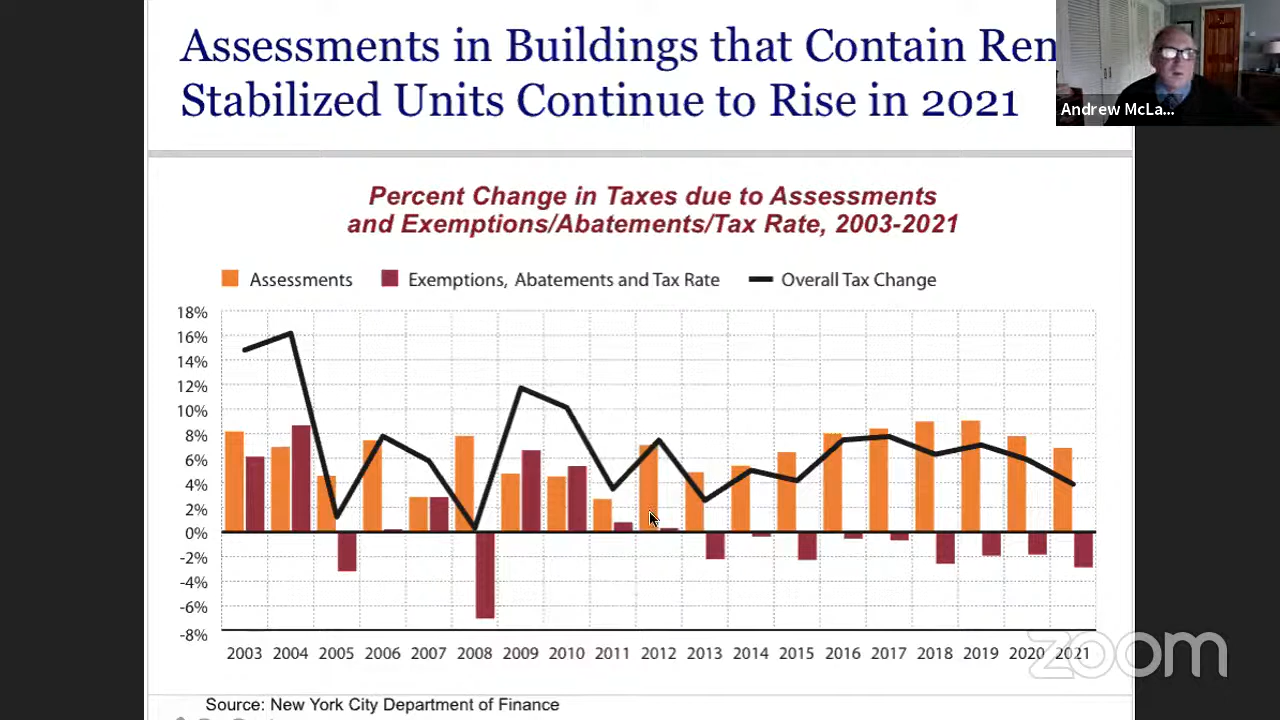 Assessments in Buildings that Contain Ren
Stabilized Units Continue to Rise in 2021
Andrew McLa...
Percent Change in Taxes due to Assessments
and Exemptions/Abatements/Tax Rate, 2003-2021
Assessments Exemptions, Abatements and Tax Rate Overall Tax Change
18%
16%
14%
12%
10%
8%
6%
4%
2%
0%
-2%
-4%
-6%
-8%
2003 2004 2005 2006 2007 2008 2009 2010 2011 2012 2013 2014 2015 2016 2017 2018 2019 2020 2021
zoom
Source: New York City Department of Finance